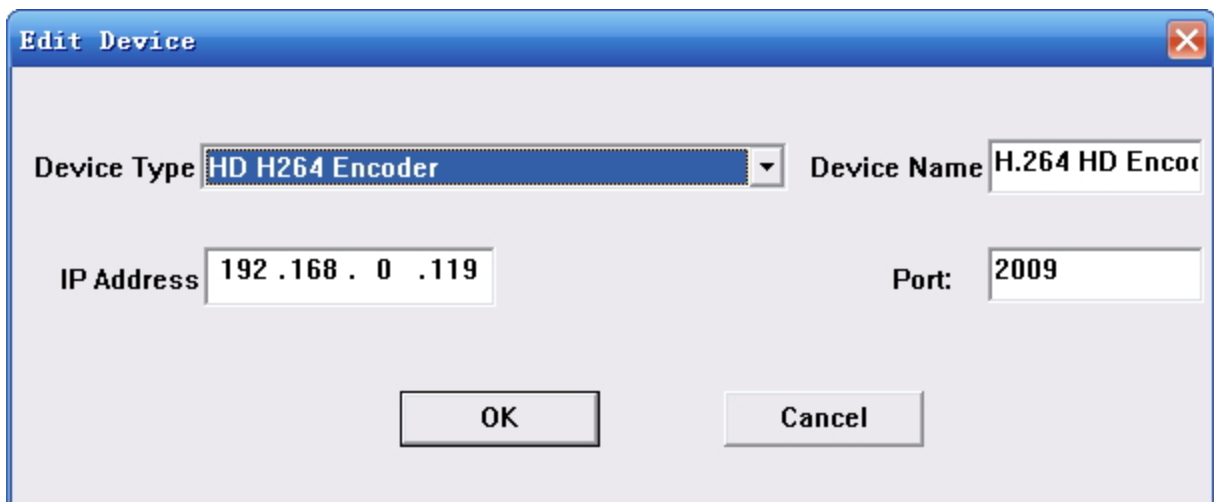 Edit Device
Device Type HD H264 Encoder Device Name H.264 HD Encod
IP Address 192 .168 . 0 .119 Port: 2009
OK Cancel